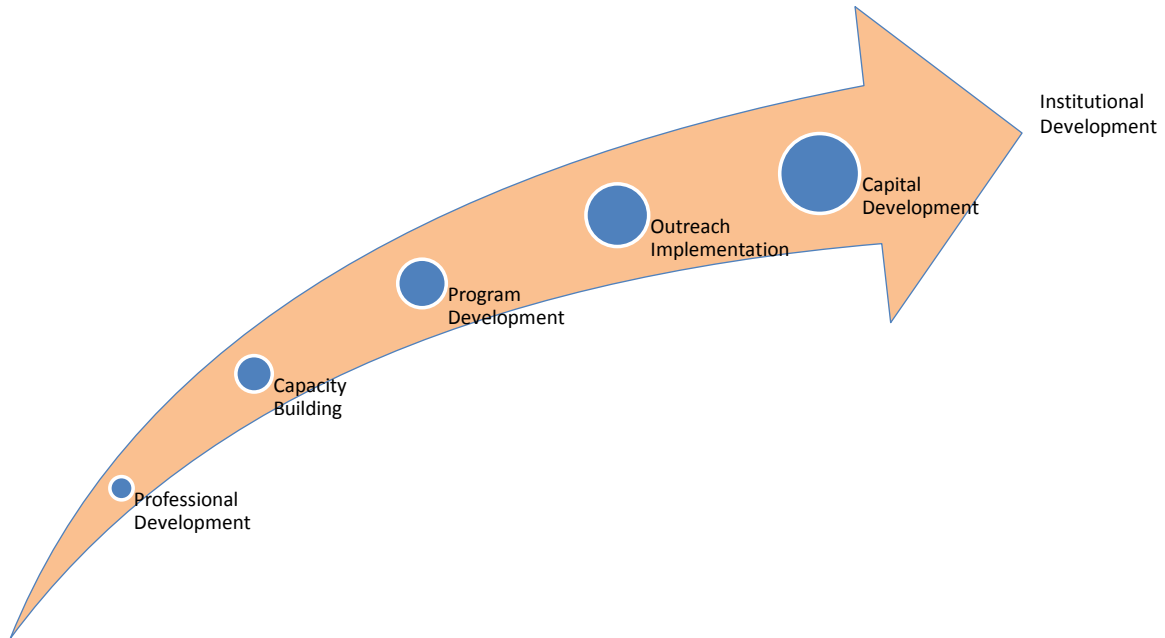 Institutional
Development
Capital
Development
Outreach
Implementation
Program
Development
Capacity
Building
Professional
Development